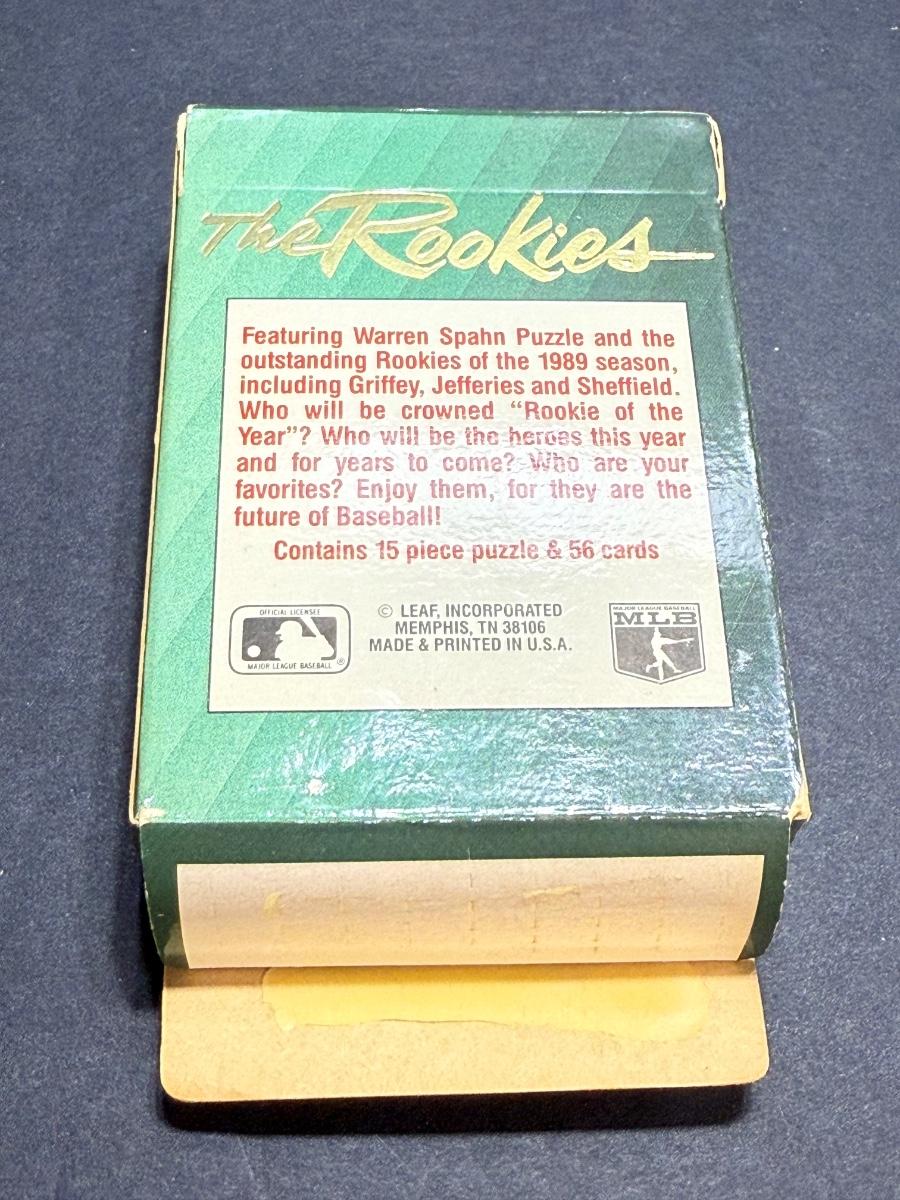 The Rookies
Featuring Warren Spahn Puzzle and the
outstanding Rookies of the 1989 season,
including Griffey, Jefferies and Sheffield.
Who will be crowned “Rookie of the
Year”? Who will be the heroes this year
and for years to come? Who are your
favorites? Enjoy them, for they are the
future of Baseball!
Contains 15 piece puzzle & 56 cards
OFFICIAL LICENSEE
MAJOR LEAGUE BASEBALL ®
© LEAF, INCORPORATED
MEMPHIS, TN 38106
MADE & PRINTED IN U.S.A.
MAJOR LEAGUE BASEBALL
MLB